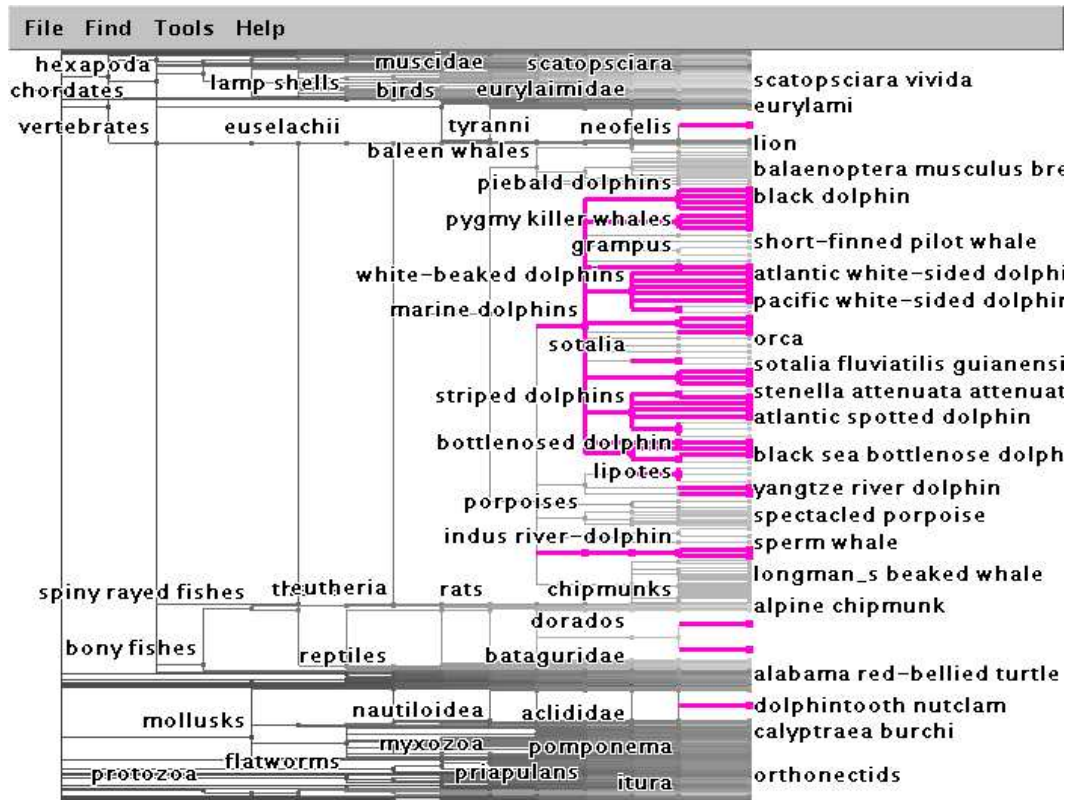 File Find Tools Help
hexapoda muscidae scatopsciara
chordates lamp shells birds eurylaimidae scatopsciara vivida
eurylami
vertebrates euselachii tyranni neofelis
lion
baleen whales
balaenoptera musculus bre
piebald dolphins
black dolphin
pygmy killer whales
grampus short-finned pilot whale
white-beaked dolphins atlantic white-sided dolphi
pacific white-sided dolphin
marine dolphins
orca
sotalia
sotalia fluviatilis guianensi
striped dolphins stenella attenuata attenuat
atlantic spotted dolphin
bottlenosed dolphin
black sea bottlenose dolph
lipotes
yangtze river dolphin
porpoises
spectacled porpoise
indus river-dolphin
sperm whale
longman_s beaked whale
spiny rayed fishes theutheria rats chipmunks
alpine chipmunk
dorados
bony fishes reptiles bataguridae
alabama red-bellied turtle
mollusks nautiloidea aclididae dolphintooth nutclam
calyptraea burchi
myxozoa pomponema
flatworms
protozoa priapulans itura orthonectids